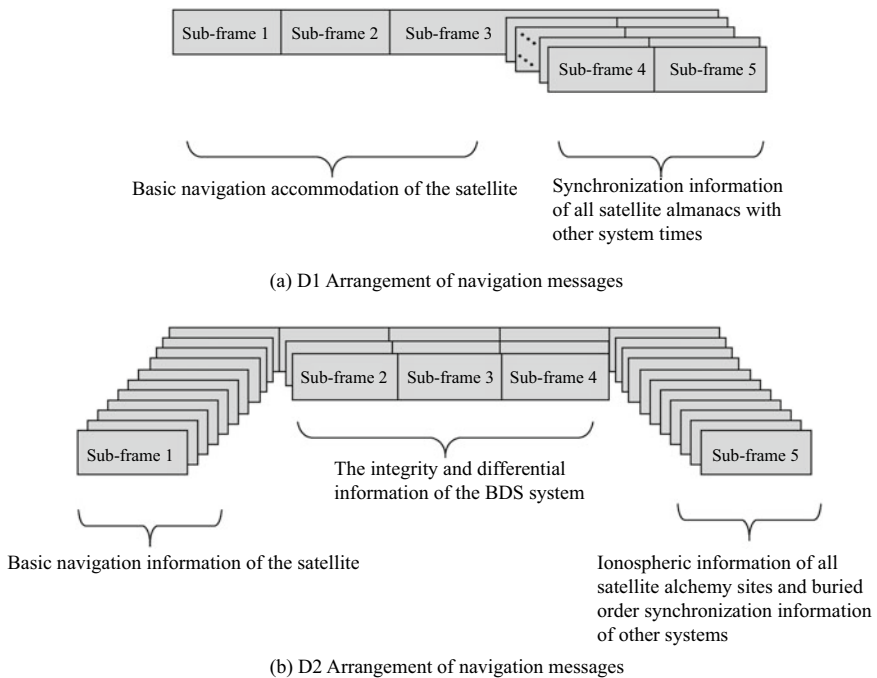 Sub-frame 1
Sub-frame 2
Sub-frame 3
Sub-frame 4
Sub-frame 5
Basic navigation accommodation of the satellite
Synchronization information
of all satellite almanacs with
other system times
(a) D1 Arrangement of navigation messages
Sub-frame 2
Sub-frame 3
Sub-frame 4
Sub-frame 1
Sub-frame 5
The integrity and differential
information of the BDS system
Basic navigation information of the satellite
Ionospheric information of all
satellite alchemy sites and buried
order synchronization information
of other systems
(b) D2 Arrangement of navigation messages